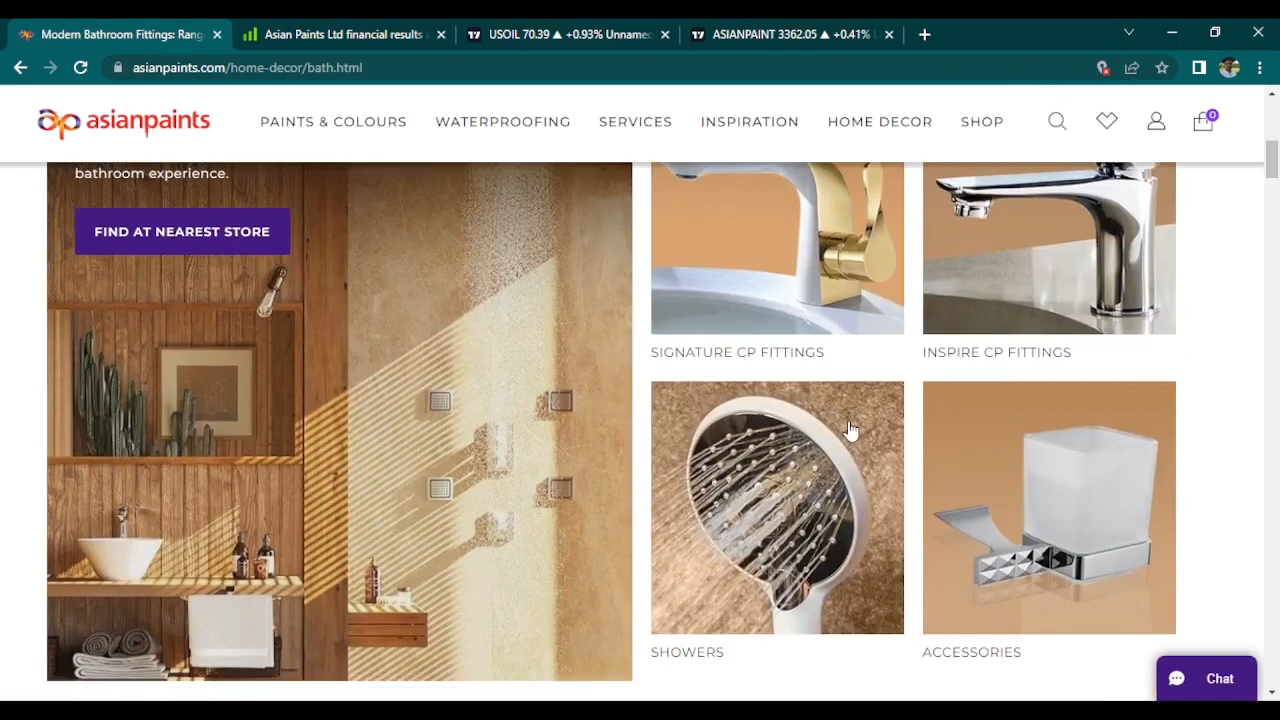 Modern Bathroom Fittings: Rang
Asian Paints Ltd financial results a
USOIL 70.39 ▲ +0.93% Unname
ASIANPAINT 3362.05 ▲ +0.41%
asianpaints.com/home-decor/bath.html
asianpaints
PAINTS & COLOURS
WATERPROOFING
SERVICES
INSPIRATION
HOME DECOR
SHOP
0
bathroom experience.
FIND AT NEAREST STORE
SIGNATURE CP FITTINGS
INSPIRE CP FITTINGS
SHOWERS
ACCESSORIES
Chat